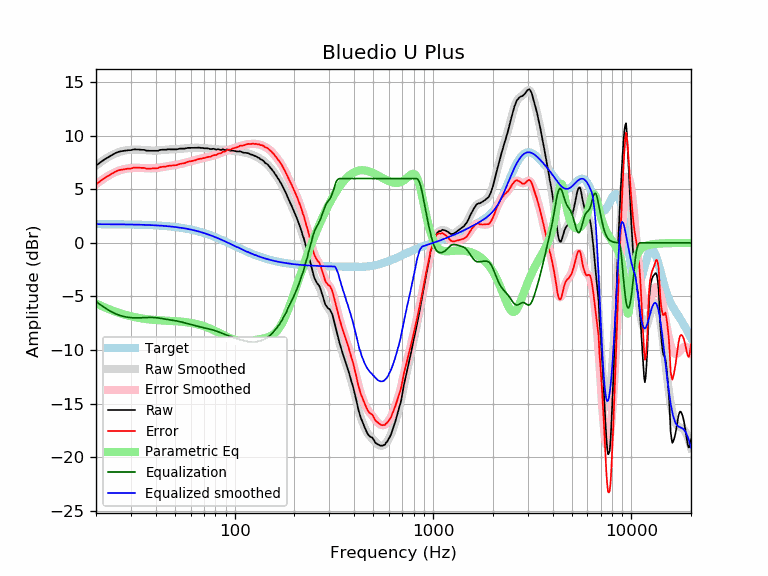 Bluedio U Plus
15
10
5
0
−5
−10
−15
−20
−25
Amplitude (dBr)
Target
Raw Smoothed
Error Smoothed
Raw
Error
Parametric Eq
Equalization
Equalized smoothed
100
1000
10000
Frequency (Hz)